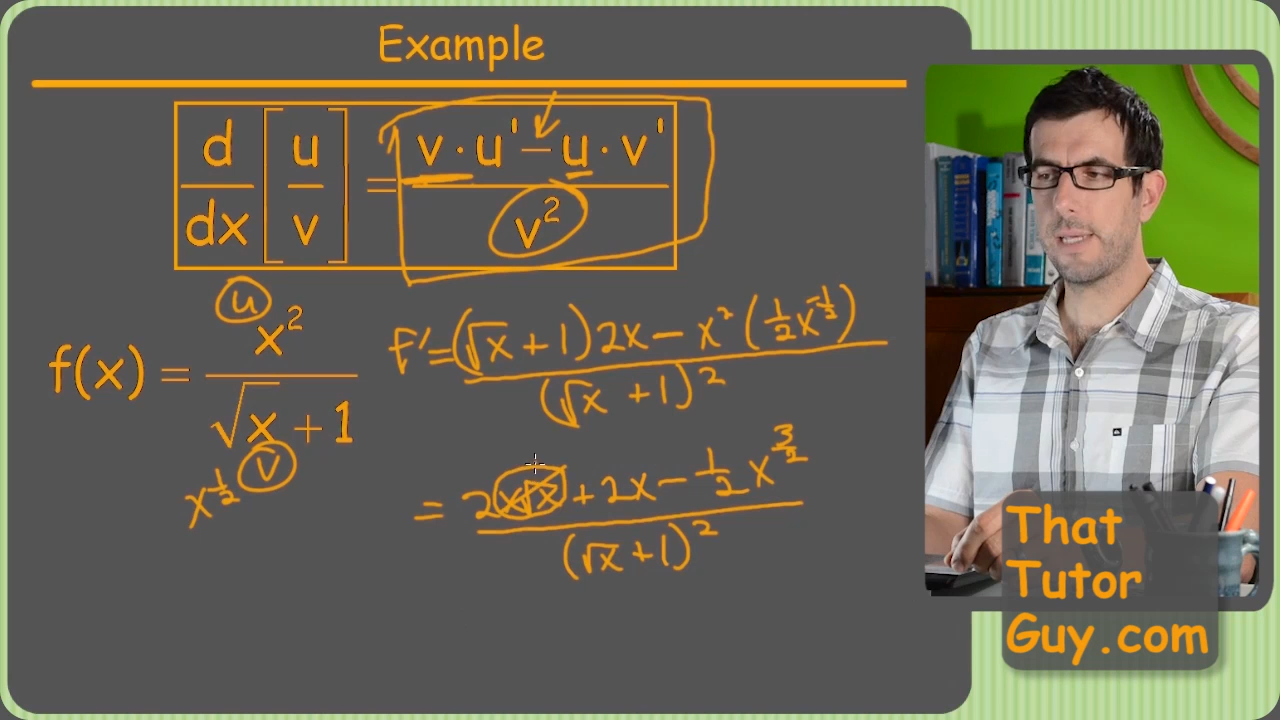 Example
d/dx [u/v] = (v · u' − u · v')/v²
u
f(x) = x²/(√x + 1)
v
x^½
f' = ((√x + 1) 2x − x² (½x^−½))/(√x + 1)²
= (2x√x + 2x − ½x^3/2)/(√x + 1)²
That
Tutor
Guy.com